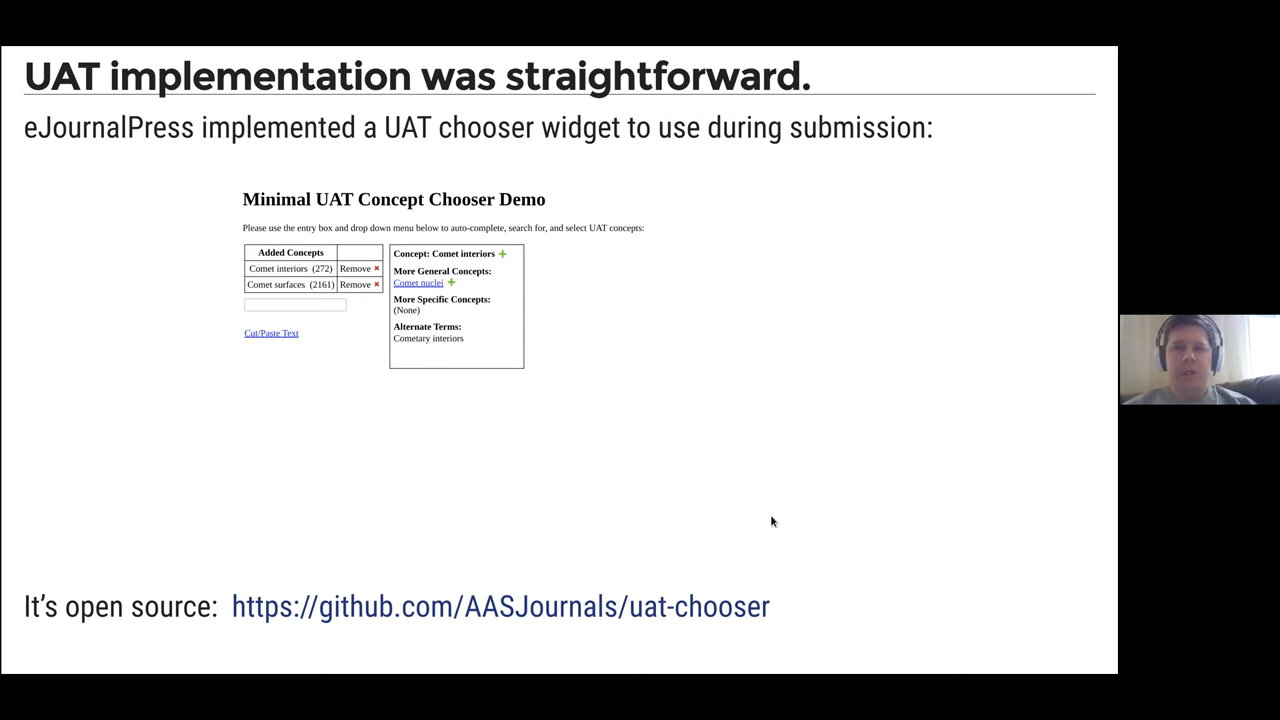 UAT implementation was straightforward.
eJournalPress implemented a UAT chooser widget to use during submission:
Minimal UAT Concept Chooser Demo
Please use the entry box and drop down menu below to auto-complete, search for, and select UAT concepts:
Added Concepts
Comet interiors (272) Remove
Comet surfaces (2161) Remove
Cut/Paste Text
Concept: Comet interiors
More General Concepts:
Comet nuclei
More Specific Concepts:
(None)
Alternate Terms:
Cometary interiors
It’s open source: https://github.com/AASJournals/uat-chooser